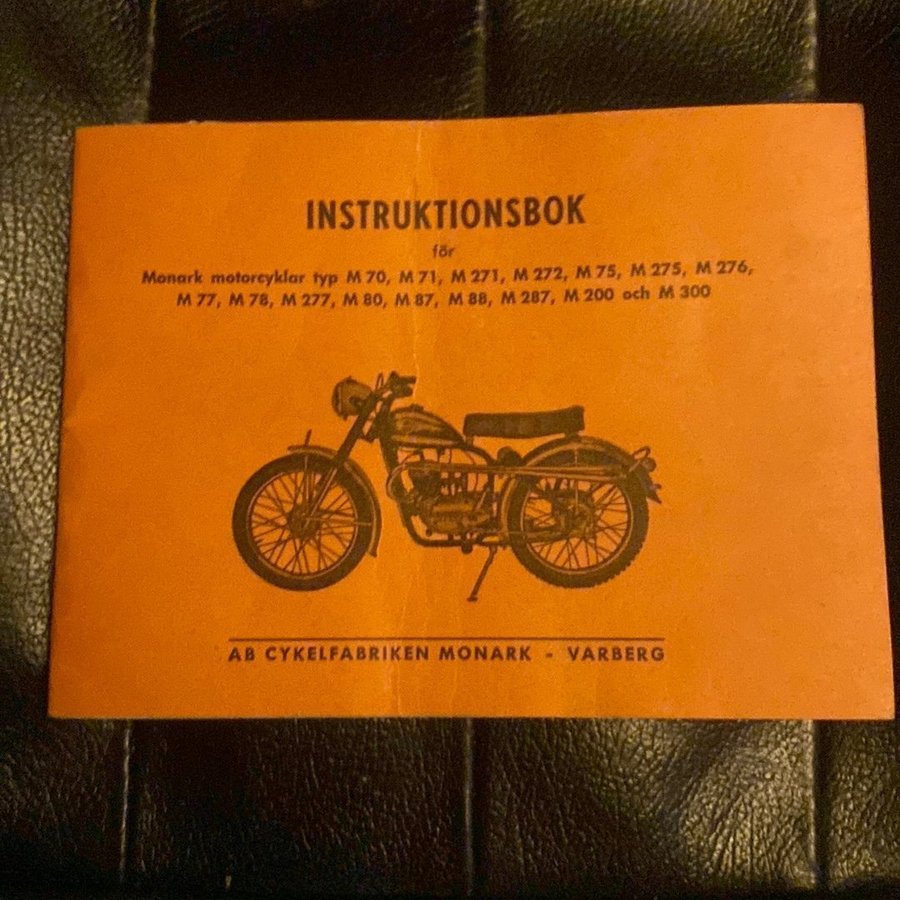 INSTRUKTIONSBOK
för
Monark motorcyklar typ M 70, M 71, M 271, M 272, M 75, M 275, M 276,
M 77, M 78, M 277, M 80, M 87, M 88, M 287, M 200 och M 300
AB CYKELFABRIKEN MONARK - VARBERG